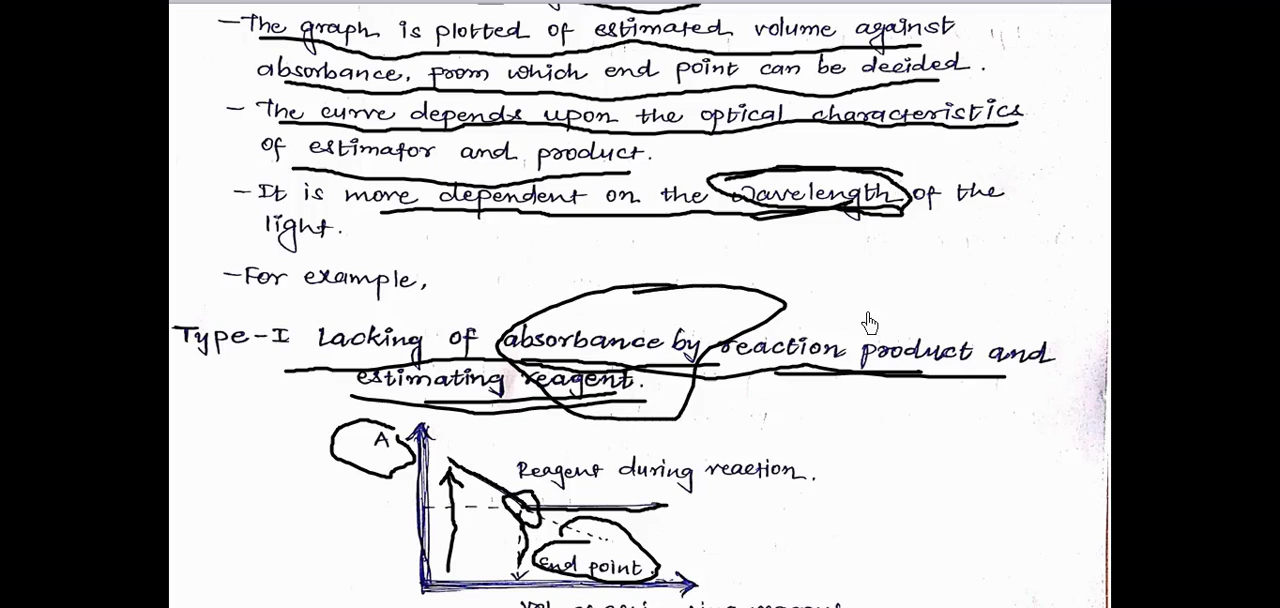 -The graph is plotted of estimated volume against
absorbance, from which end point can be decided.
- The curve depends upon the optical characteristics
of estimator and product.
-It is more dependent on the wavelength of the
light.
-For example,
Type-I Lacking of absorbance by reaction product and
estimating reagent.
A
Reagent during reaction.
End point.